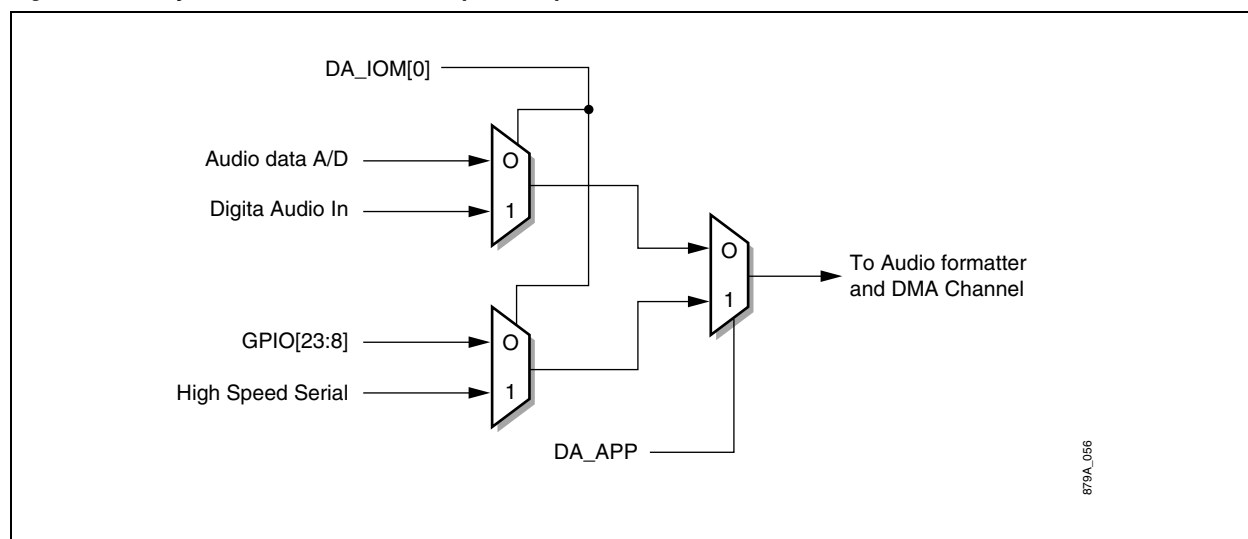 DA_IOM[0]
Audio data A/D
O
Digita Audio In
1
O
1
To Audio formatter
and DMA Channel
GPIO[23:8]
O
High Speed Serial
1
DA_APP
879A_056